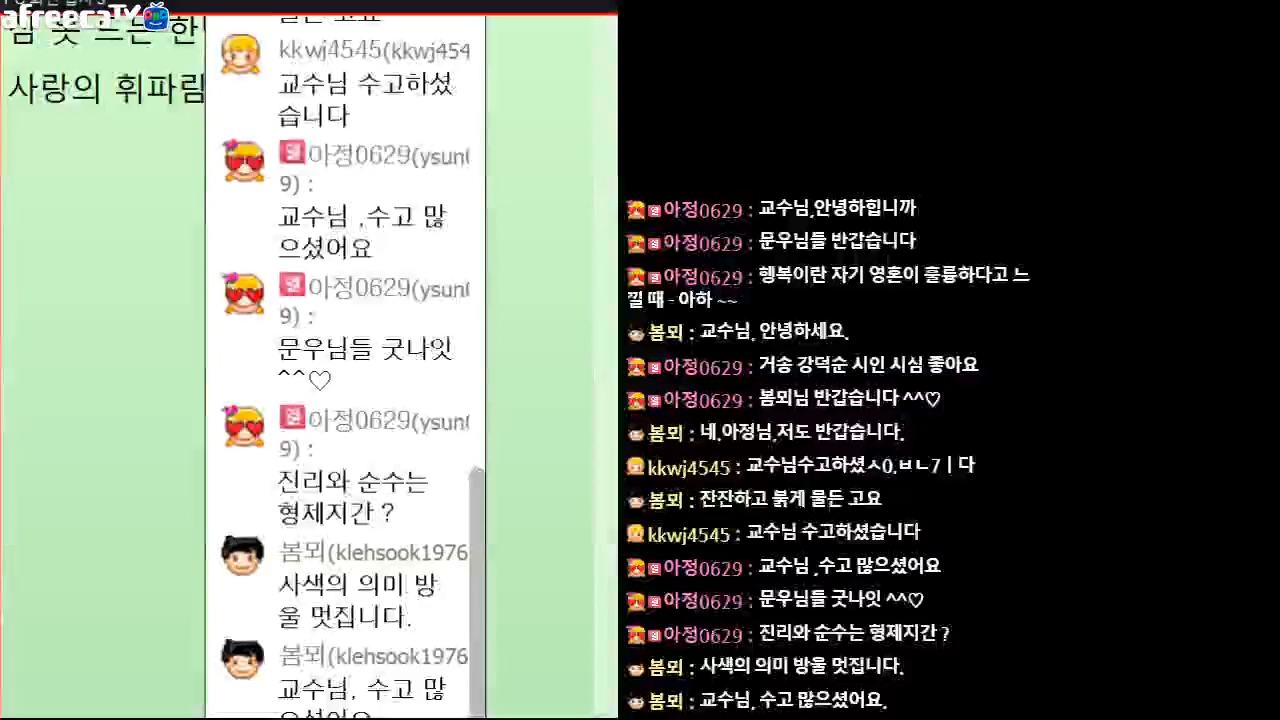 afreecaTV
사랑의 휘파람
kkwj4545(kkwj454
교수님 수고하셨
습니다
아정0629(ysun0
9) :
교수님 ,수고 많
으셨어요
아정0629(ysun0
9) :
문우님들 굿나잇
^^♡
아정0629(ysun0
9) :
진리와 순수는
형제지간 ?
봄뫼(klehsook1976
사색의 의미 방
울 멋집니다.
봄뫼(klehsook1976
교수님, 수고 많
아정0629 : 교수님,안녕하힙니까
아정0629 : 문우님들 반갑습니다
아정0629 : 행복이란 자기 영혼이 훌륭하다고 느
낄 때 - 아하 ~~
봄뫼 : 교수님, 안녕하세요.
아정0629 : 거송 강덕순 시인 시심 좋아요
아정0629 : 봄뫼님 반갑습니다 ^^♡
봄뫼 : 네,아정님,저도 반갑습니다.
kkwj4545 : 교수님수고하셨ㅅ0,ㅂㄴ7ㅣ다
봄뫼 : 잔잔하고 붉게 물든 고요
kkwj4545 : 교수님 수고하셨습니다
아정0629 : 교수님 ,수고 많으셨어요
아정0629 : 문우님들 굿나잇 ^^♡
아정0629 : 진리와 순수는 형제지간 ?
봄뫼 : 사색의 의미 방울 멋집니다.
봄뫼 : 교수님, 수고 많으셨어요.